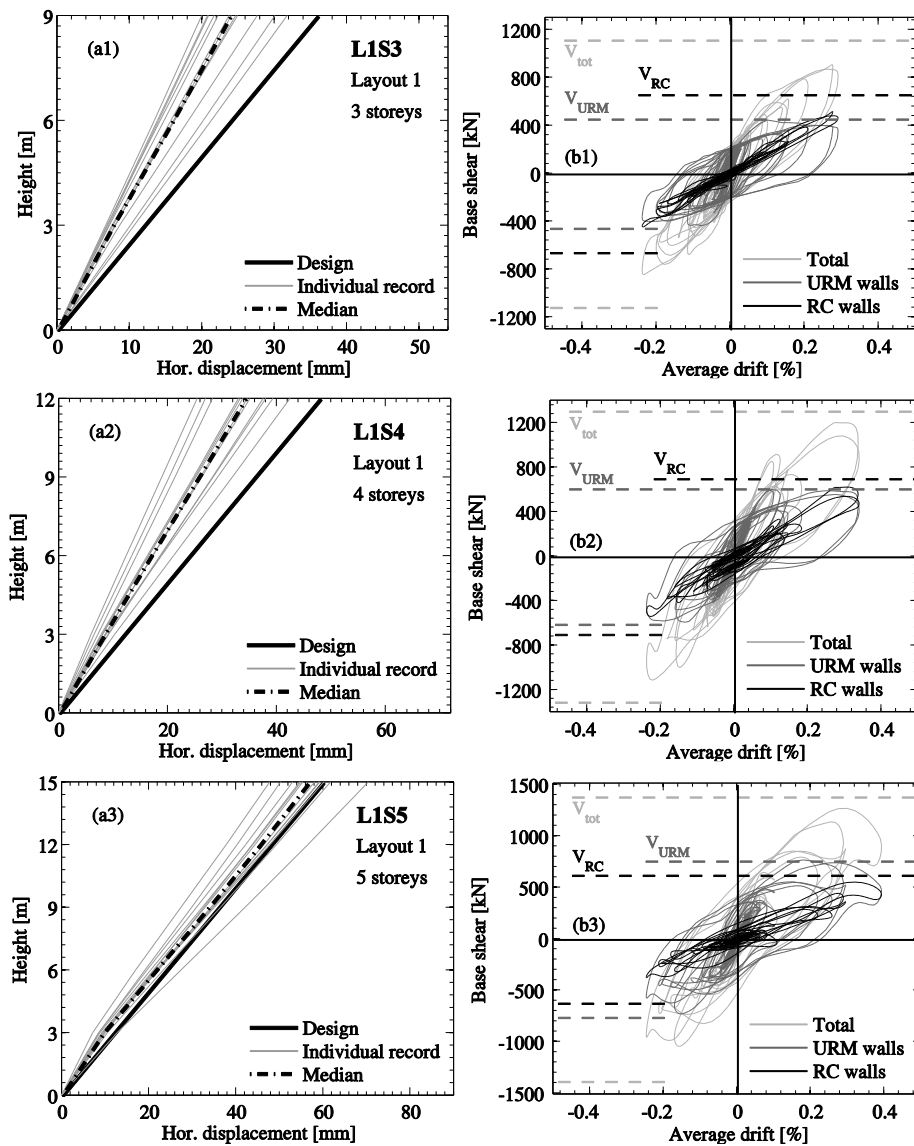 (a1)
L1S3
Layout 1
3 storeys
Design
Individual record
Median
9
6
3
0
Height [m]
0 10 20 30 40 50
Hor. displacement [mm]
1200
800
400
0
-400
-800
-1200
Base shear [kN]
V_tot
V_RC
V_URM
(b1)
Total
URM walls
RC walls
-0.4 -0.2 0 0.2 0.4
Average drift [%]
(a2)
L1S4
Layout 1
4 storeys
Design
Individual record
Median
12
9
6
3
0
Height [m]
0 20 40 60
Hor. displacement [mm]
1200
800
400
0
-400
-800
-1200
Base shear [kN]
V_tot
V_RC
V_URM
(b2)
Total
URM walls
RC walls
-0.4 -0.2 0 0.2 0.4
Average drift [%]
(a3)
L1S5
Layout 1
5 storeys
Design
Individual record
Median
15
12
9
6
3
0
Height [m]
0 20 40 60 80
Hor. displacement [mm]
1500
1000
500
0
-500
-1000
-1500
Base shear [kN]
V_tot
V_URM
V_RC
(b3)
Total
URM walls
RC walls
-0.4 -0.2 0 0.2 0.4
Average drift [%]